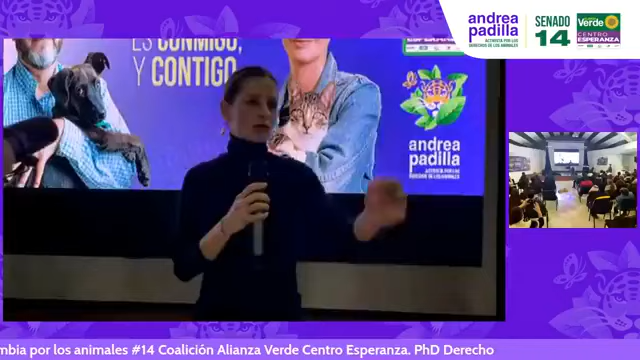 andrea
padilla
ACTIVISTA POR LOS
DERECHOS DE LOS ANIMALES
SENADO
14
Verde
CENTRO
ESPERANZA
ES CONMIGO,
Y CONTIGO
andrea
padilla
ACTIVISTA POR LOS
DERECHOS DE LOS ANIMALES
mbia por los animales #14 Coalición Alianza Verde Centro Esperanza. PhD Derecho